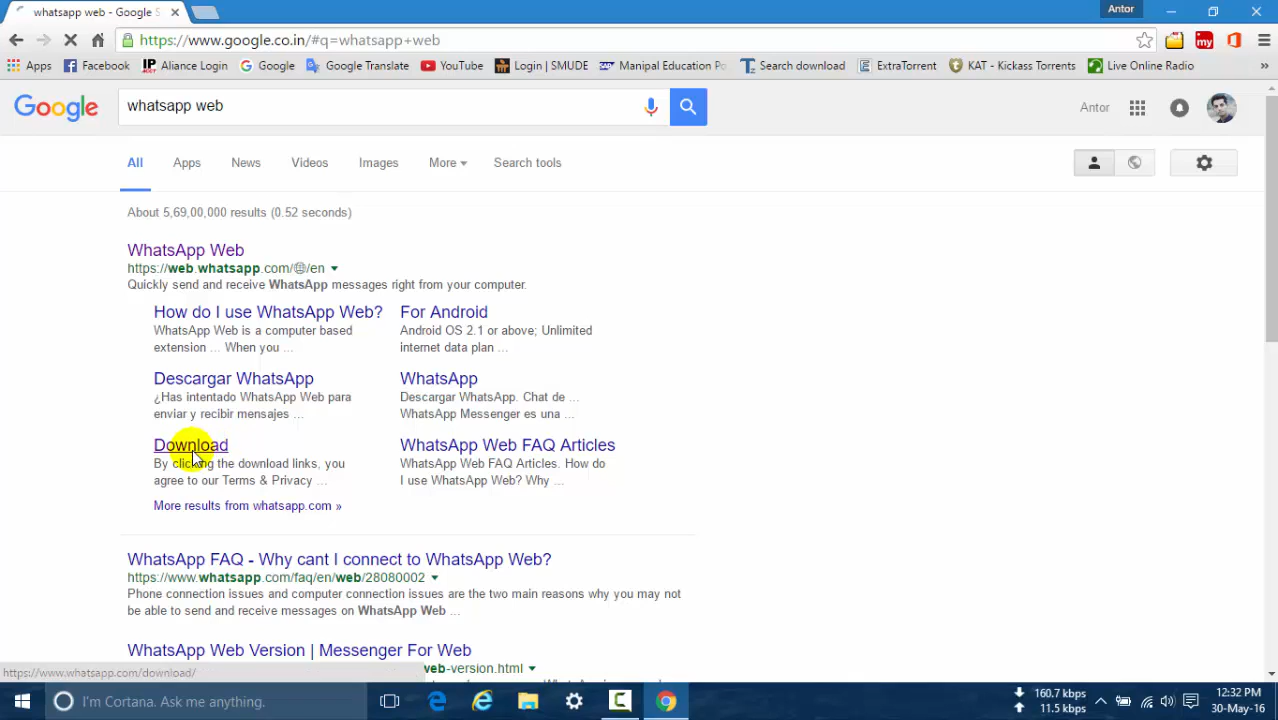 whatsapp web - Google S
Antor
https://www.google.co.in/#q=whatsapp+web
Apps Facebook Aliance Login Google Google Translate YouTube Login | SMUDE Manipal Education Po Search download ExtraTorrent KAT - Kickass Torrents Live Online Radio »
Google whatsapp web Antor
All Apps News Videos Images More Search tools
About 5,69,00,000 results (0.52 seconds)
WhatsApp Web
https://web.whatsapp.com/🌐/en
Quickly send and receive WhatsApp messages right from your computer.
How do I use WhatsApp Web?
WhatsApp Web is a computer based
extension ... When you ...
For Android
Android OS 2.1 or above; Unlimited
internet data plan ...
Descargar WhatsApp
¿Has intentado WhatsApp Web para
enviar y recibir mensajes ...
WhatsApp
Descargar WhatsApp. Chat de ...
WhatsApp Messenger es una ...
Download
By clicking the download links, you
agree to our Terms & Privacy ...
WhatsApp Web FAQ Articles
WhatsApp Web FAQ Articles. How do
I use WhatsApp Web? Why ...
More results from whatsapp.com »
WhatsApp FAQ - Why cant I connect to WhatsApp Web?
https://www.whatsapp.com/faq/en/web/28080002
Phone connection issues and computer connection issues are the two main reasons why you may not
be able to send and receive messages on WhatsApp Web ...
WhatsApp Web Version | Messenger For Web
web-version.html
https://www.whatsapp.com/download/
I'm Cortana. Ask me anything.
160.7 kbps
11.5 kbps
12:32 PM
30-May-16